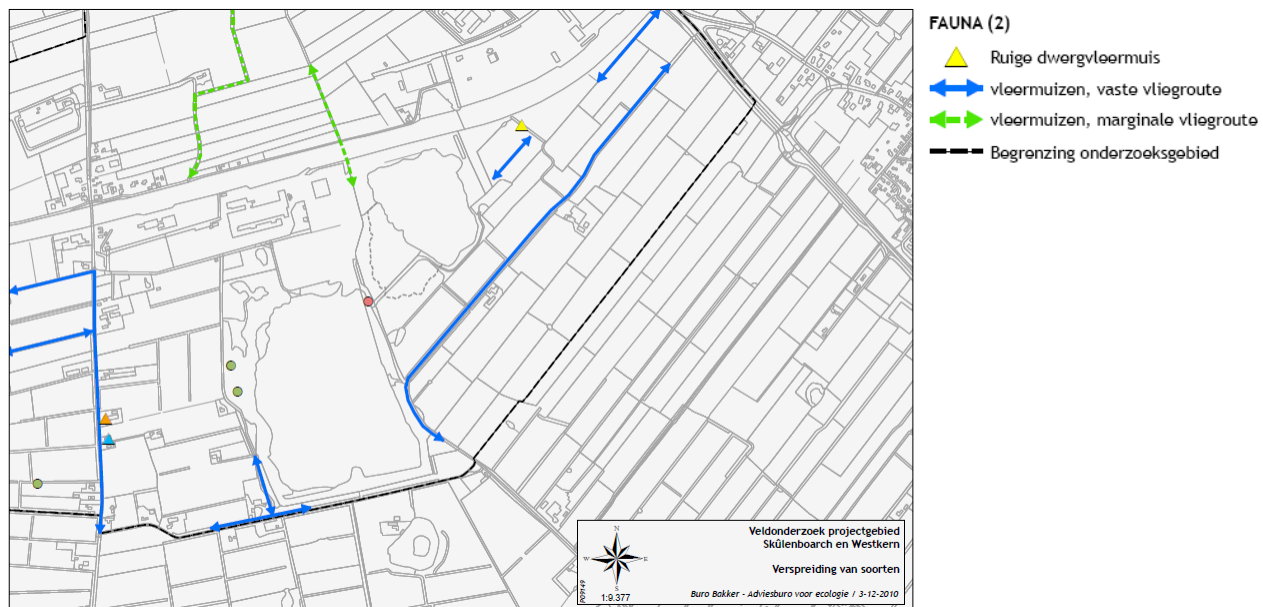 FAUNA (2)
Ruige dwergvleermuis
vleermuizen, vaste vliegroute
vleermuizen, marginale vliegroute
Begrenzing onderzoeksgebied
N
W
E
S
P09149
1:9.377
Veldonderzoek projectgebied
Skûlenboarch en Westkern
Verspreiding van soorten
Buro Bakker - Adviesburo voor ecologie / 3-12-2010